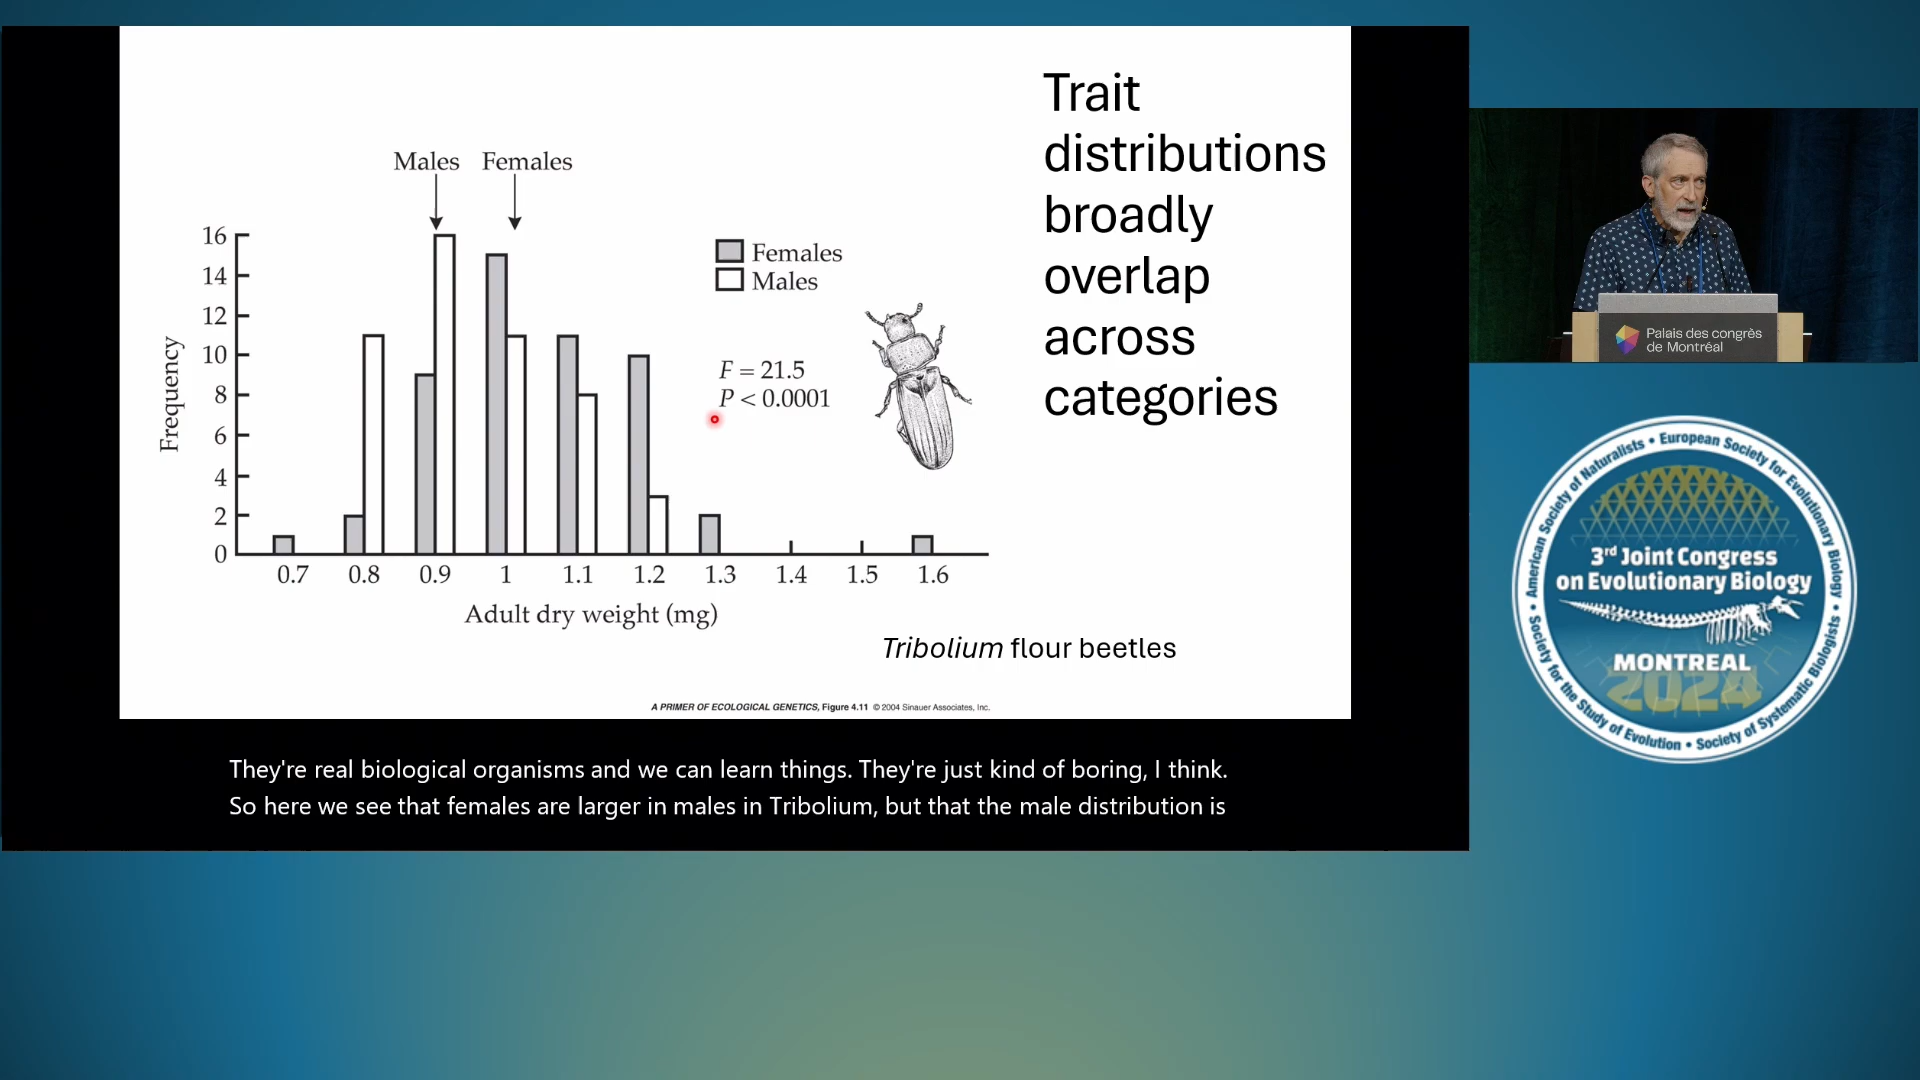 Trait
distributions
broadly
overlap
across
categories
Males Females
16
14
12
10
8
6
4
2
0
Frequency
Females
Males
F = 21.5
P < 0.0001
0.7 0.8 0.9 1 1.1 1.2 1.3 1.4 1.5 1.6
Adult dry weight (mg)
Tribolium flour beetles
A PRIMER OF ECOLOGICAL GENETICS, Figure 4.11 © 2004 Sinauer Associates, Inc.
They're real biological organisms and we can learn things. They're just kind of boring, I think.
So here we see that females are larger in males in Tribolium, but that the male distribution is
Palais des congrès
de Montréal
American Society of Naturalists • European Society for Evolutionary Biology • Society of Systematic Biologists • Society for the Study of Evolution •
3rd Joint Congress
on Evolutionary Biology
MONTREAL
2024